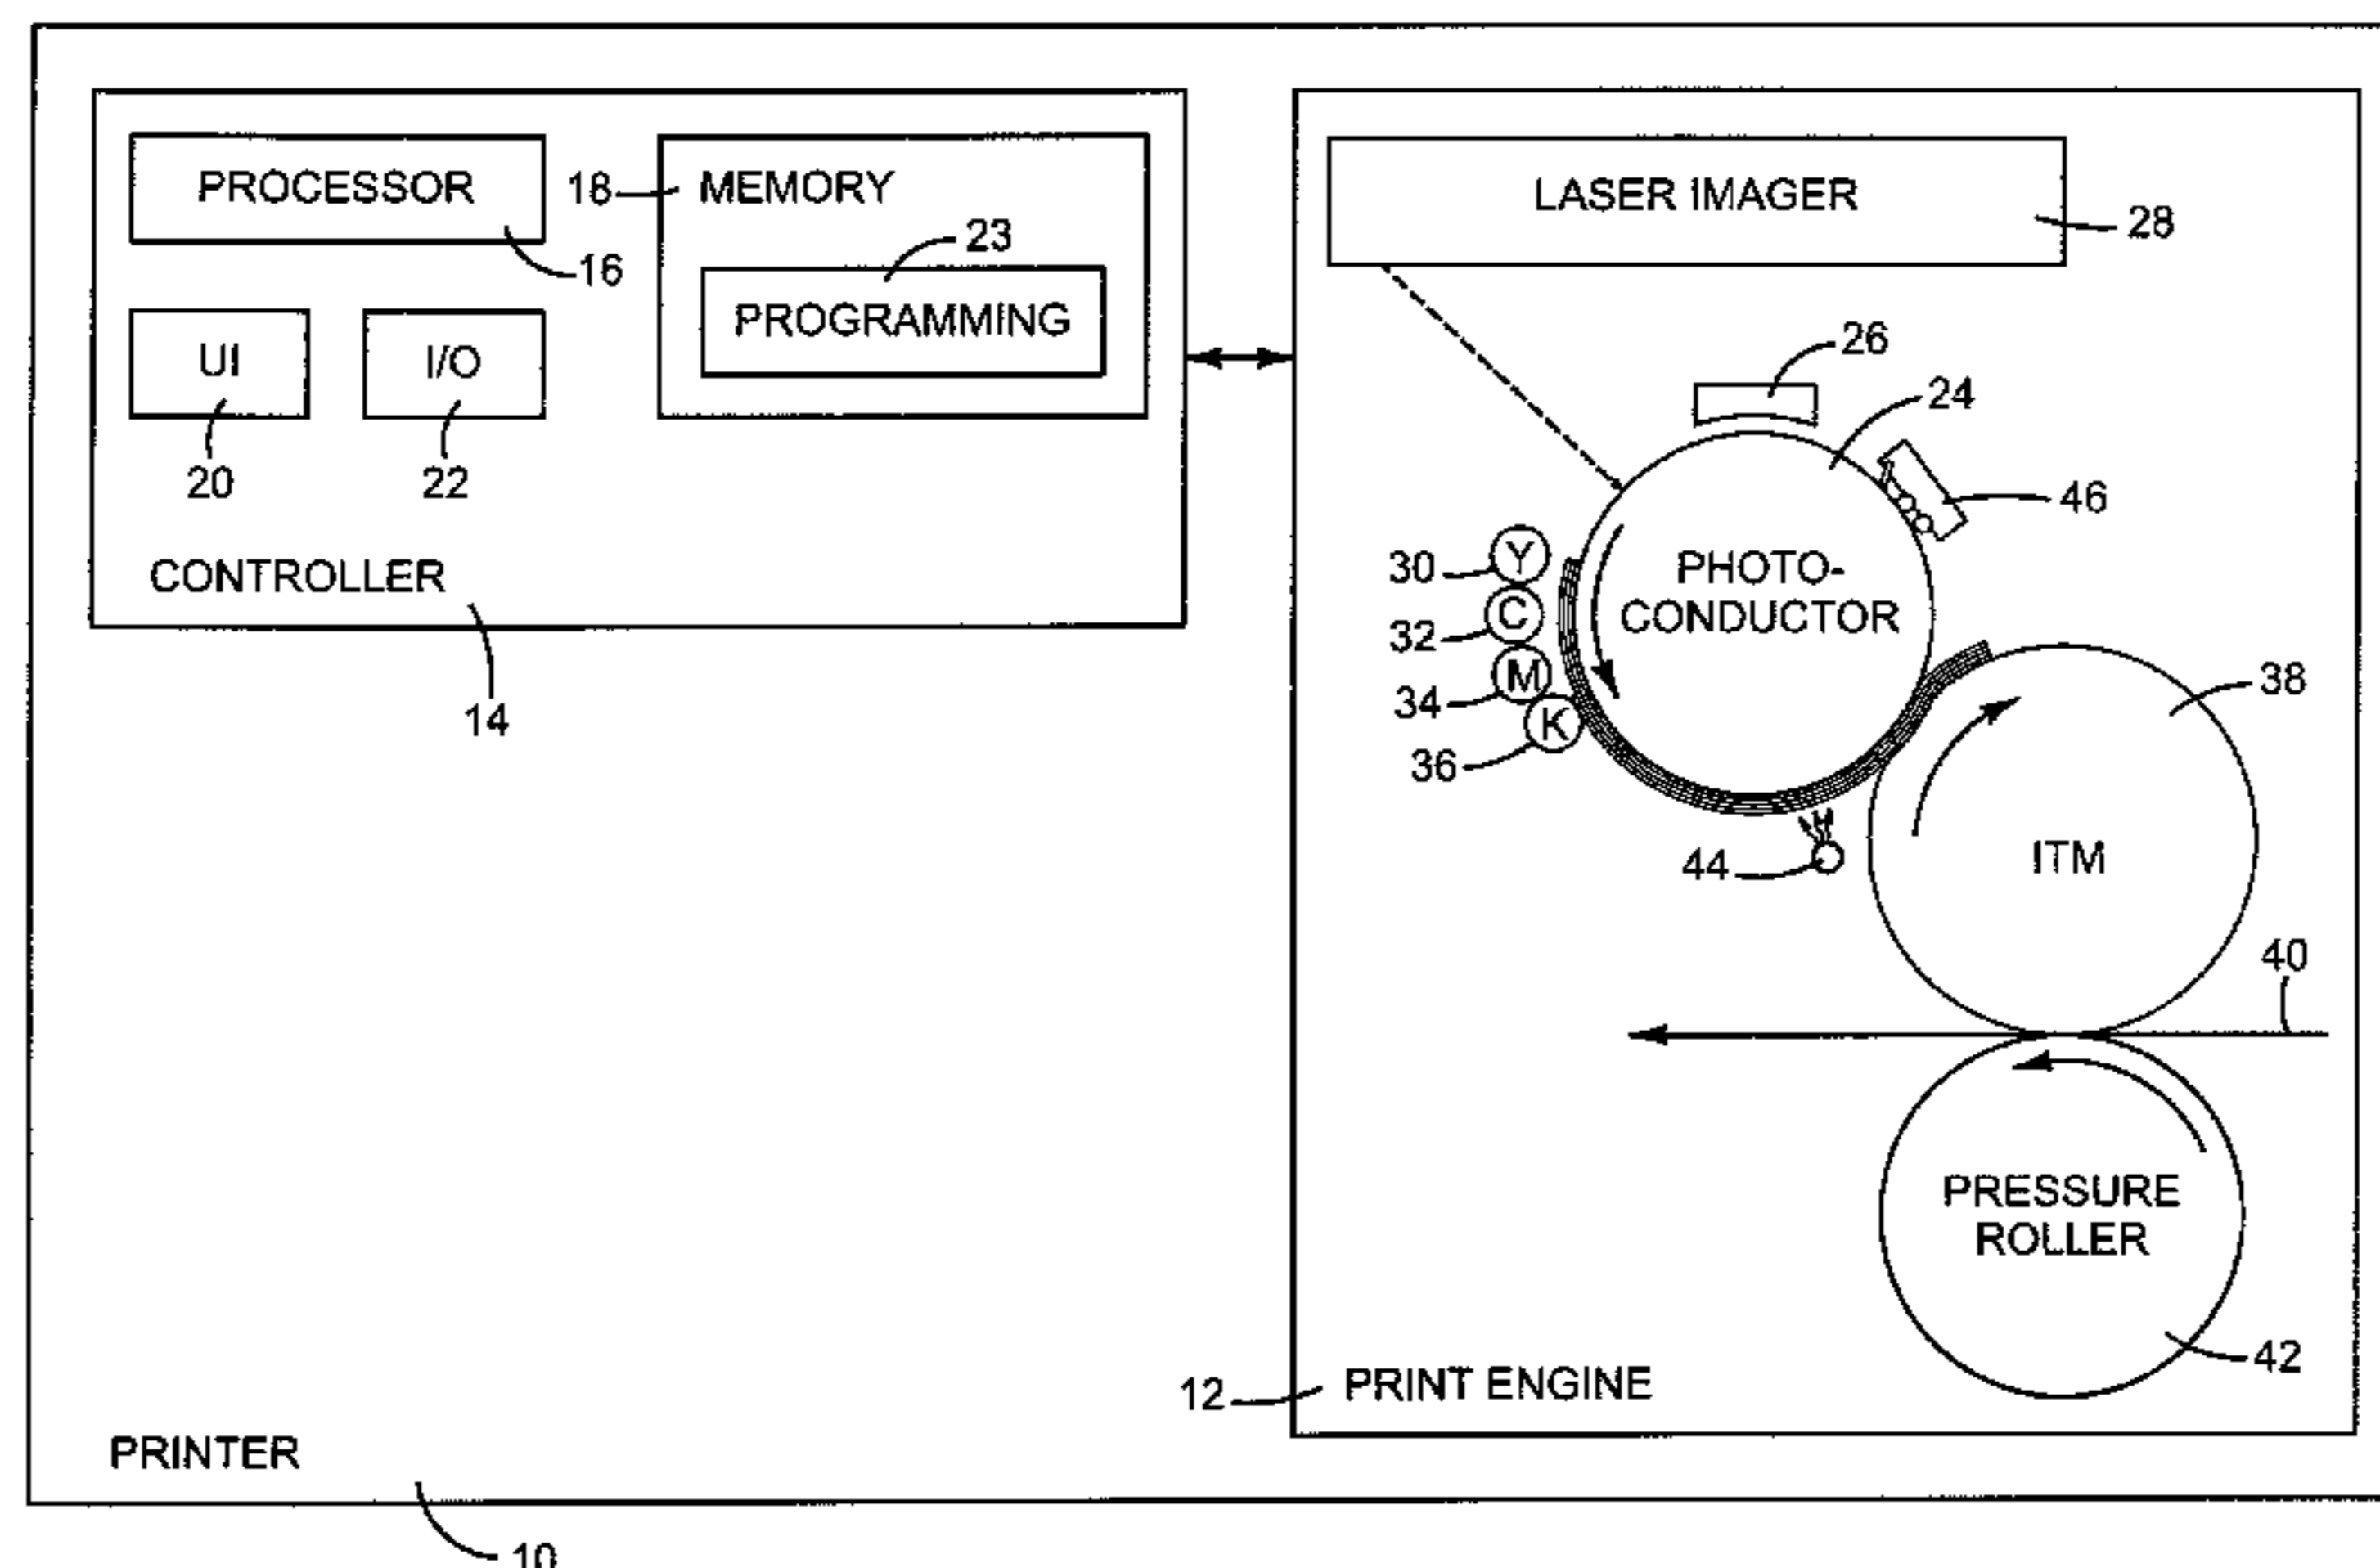 PROCESSOR
16
18
MEMORY
23
PROGRAMMING
UI
20
I/O
22
CONTROLLER
14
LASER IMAGER
28
26
24
46
PHOTO-
CONDUCTOR
30
Y
32
C
34
M
36
K
38
ITM
44
40
PRESSURE
ROLLER
42
12
PRINT ENGINE
PRINTER
10